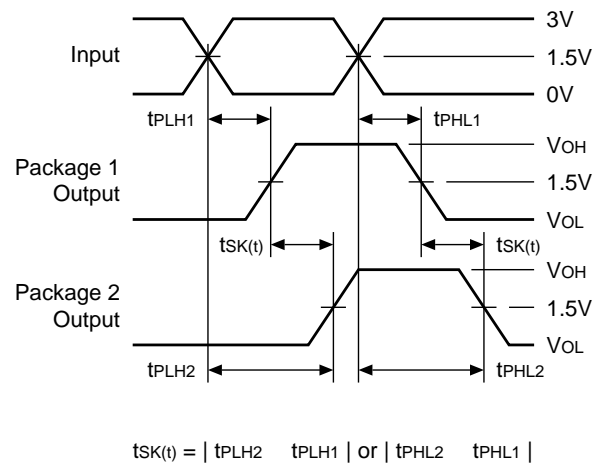 3V
Input
1.5V
0V
tPLH1
tPHL1
VOH
Package 1
Output
1.5V
VOL
tSK(t)
tSK(t)
VOH
Package 2
Output
1.5V
VOL
tPLH2
tPHL2
tSK(t) = | tPLH2 tPLH1 | or | tPHL2 tPHL1 |